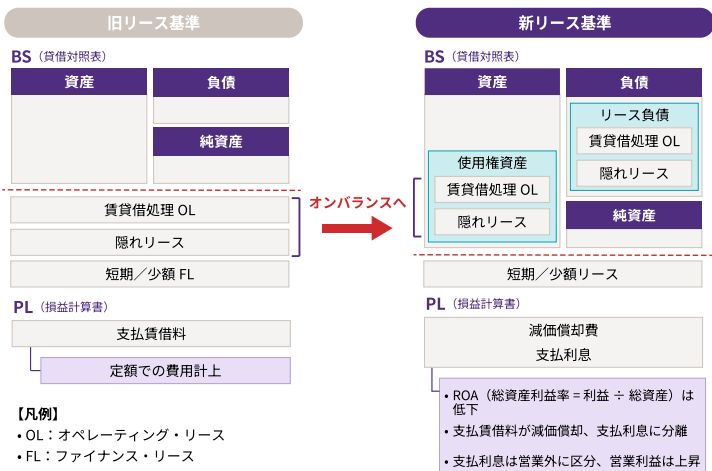 旧リース基準
BS（貸借対照表）
資産
負債
純資産
賃貸借処理 OL
隠れリース
短期／少額 FL
PL（損益計算書）
支払賃借料
定額での費用計上
【凡例】
• OL：オペレーティング・リース
• FL：ファイナンス・リース
オンバランスへ
新リース基準
BS（貸借対照表）
資産
負債
リース負債
賃貸借処理 OL
隠れリース
使用権資産
賃貸借処理 OL
隠れリース
純資産
短期／少額リース
PL（損益計算書）
減価償却費
支払利息
• ROA（総資産利益率 = 利益 ÷ 総資産）は
低下
• 支払賃借料が減価償却、支払利息に分離
• 支払利息は営業外に区分、営業利益は上昇